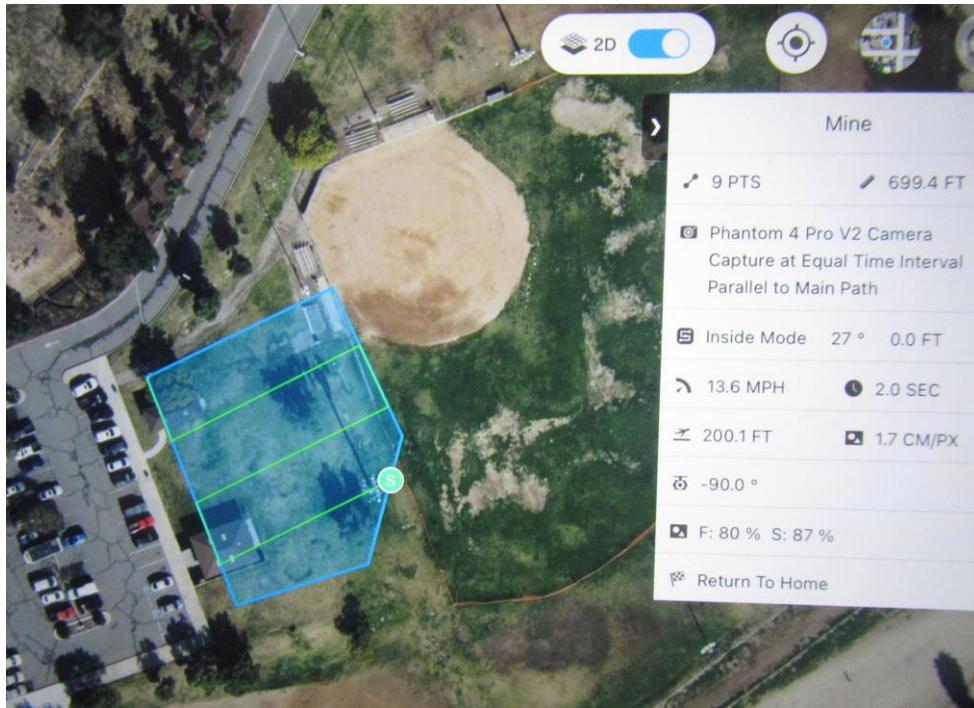 2D
Mine
9 PTS 699.4 FT
Phantom 4 Pro V2 Camera
Capture at Equal Time Interval
Parallel to Main Path
Inside Mode 27 ° 0.0 FT
13.6 MPH 2.0 SEC
200.1 FT 1.7 CM/PX
-90.0 °
F: 80 % S: 87 %
Return To Home
S